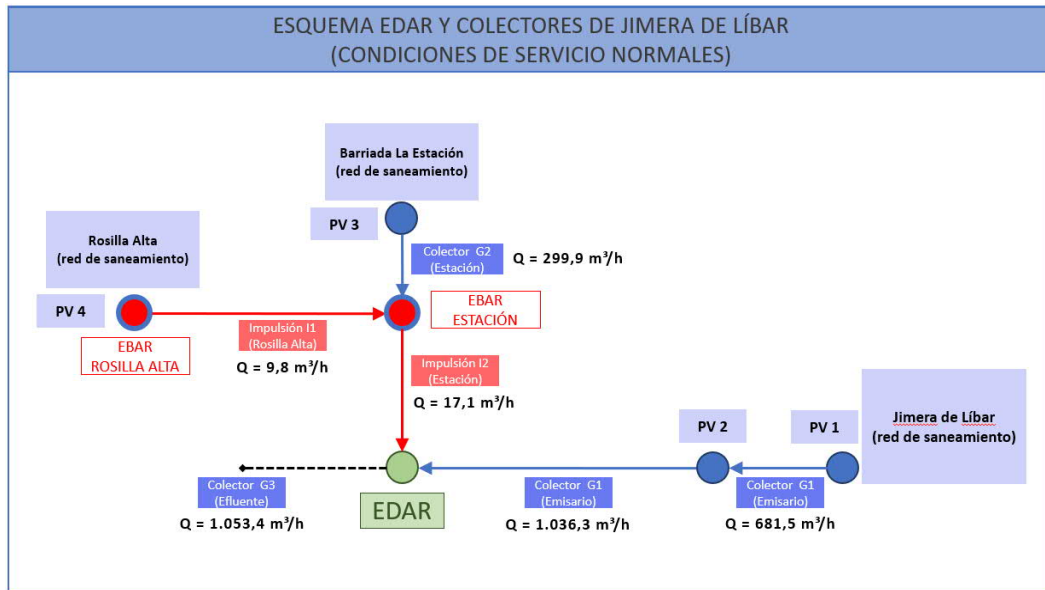 ESQUEMA EDAR Y COLECTORES DE JIMERA DE LÍBAR
(CONDICIONES DE SERVICIO NORMALES)
Barriada La Estación
(red de saneamiento)
PV 3
Colector G2
(Estación)
Q = 299,9 m³/h
Rosilla Alta
(red de saneamiento)
PV 4
EBAR
ROSILLA ALTA
Impulsión I1
(Rosilla Alta)
Q = 9,8 m³/h
EBAR
ESTACIÓN
Impulsión I2
(Estación)
Q = 17,1 m³/h
Jimera de Líbar
(red de saneamiento)
PV 2
PV 1
Colector G3
(Efluente)
Q = 1.053,4 m³/h
EDAR
Colector G1
(Emisario)
Q = 1.036,3 m³/h
Colector G1
(Emisario)
Q = 681,5 m³/h